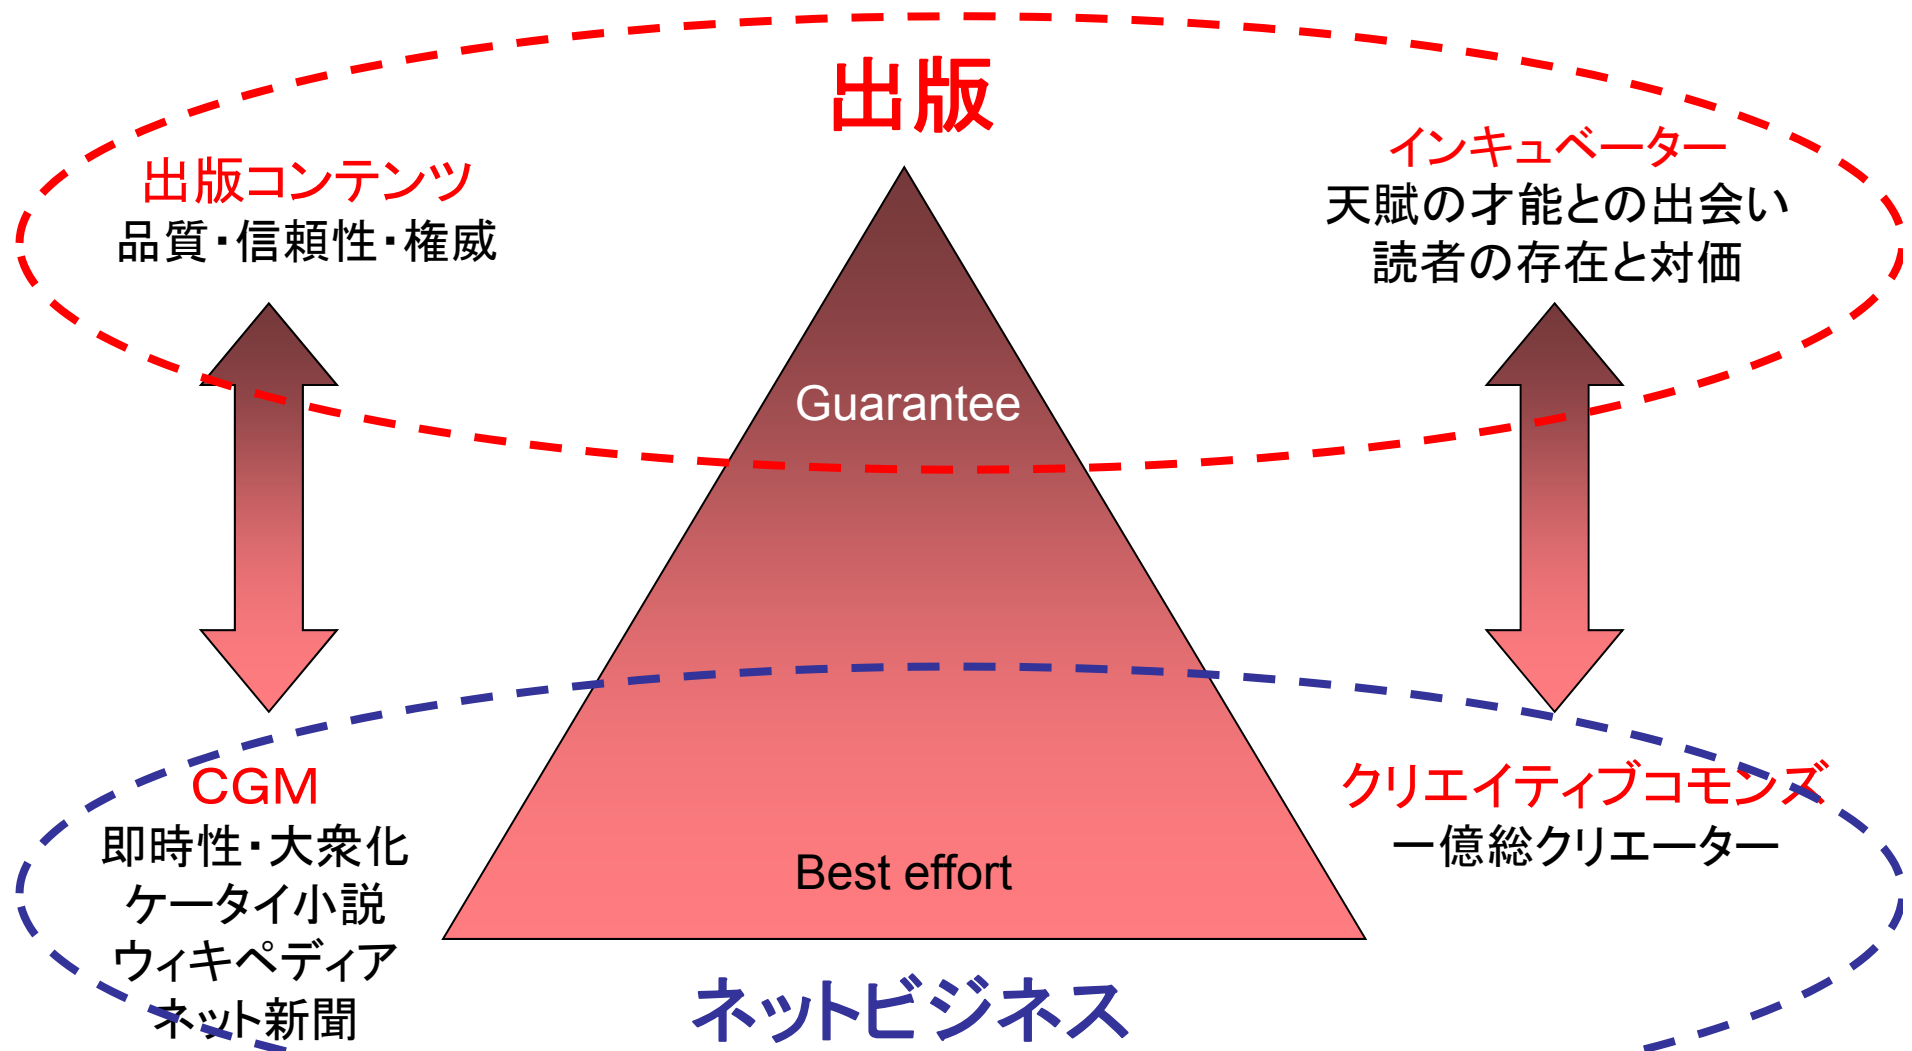 出版
出版コンテンツ
品質・信頼性・権威
インキュベーター
天賦の才能との出会い
読者の存在と対価
Guarantee
CGM
即時性・大衆化
ケータイ小説
ウィキペディア
ネット新聞
Best effort
クリエイティブコモンズ
一億総クリエーター
ネットビジネス